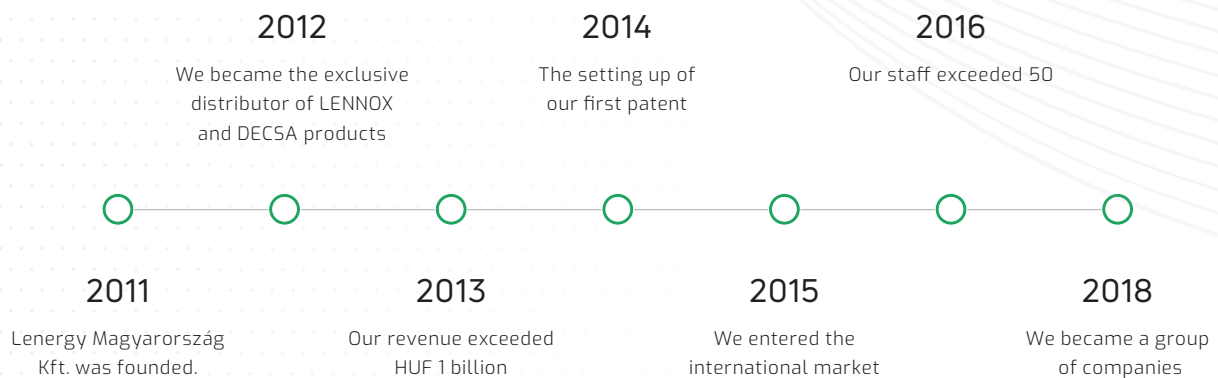 2012
We became the exclusive
distributor of LENNOX
and DECSA products
2014
The setting up of
our first patent
2016
Our staff exceeded 50
2011
Lenergy Magyarország
Kft. was founded.
2013
Our revenue exceeded
HUF 1 billion
2015
We entered the
international market
2018
We became a group
of companies